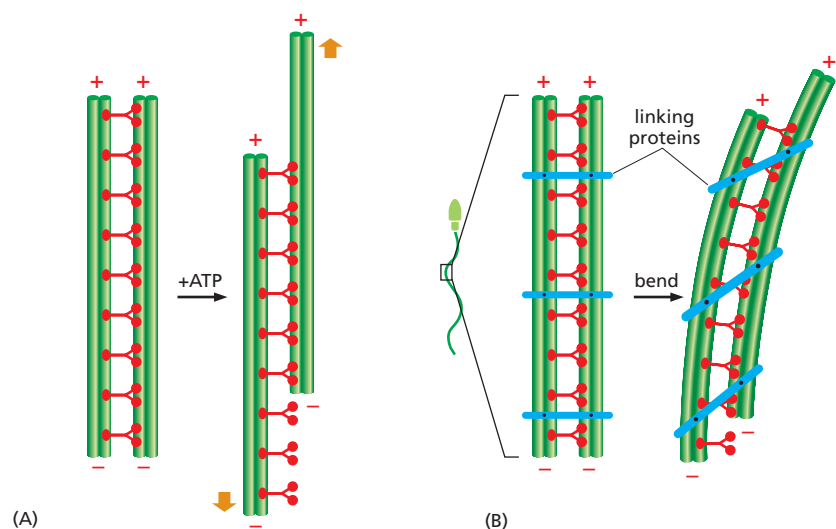 + +
− −
+ATP
+
+
−
−
(A)
+ +
− −
linking
proteins
bend
+
+
−
−
(B)